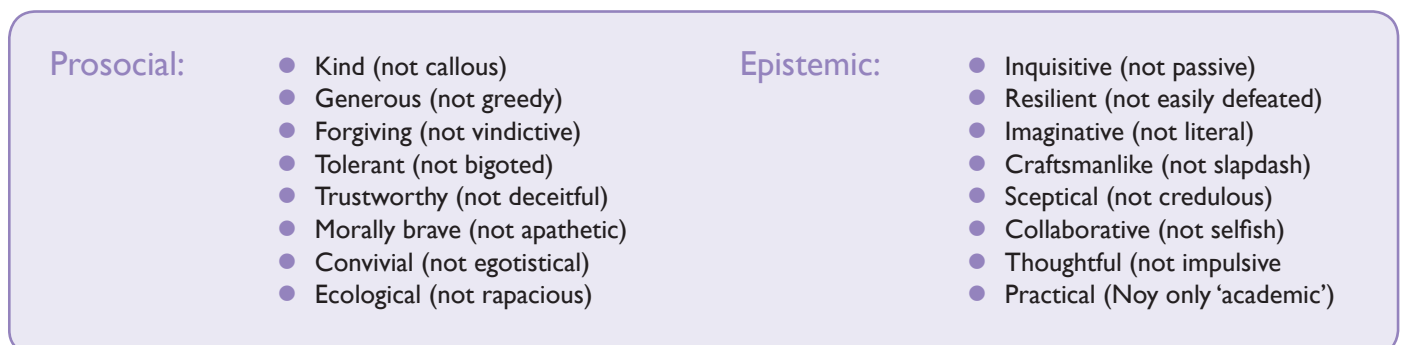 Prosocial:
● Kind (not callous)
● Generous (not greedy)
● Forgiving (not vindictive)
● Tolerant (not bigoted)
● Trustworthy (not deceitful)
● Morally brave (not apathetic)
● Convivial (not egotistical)
● Ecological (not rapacious)
Epistemic:
● Inquisitive (not passive)
● Resilient (not easily defeated)
● Imaginative (not literal)
● Craftsmanlike (not slapdash)
● Sceptical (not credulous)
● Collaborative (not selfish)
● Thoughtful (not impulsive
● Practical (Noy only ‘academic’)